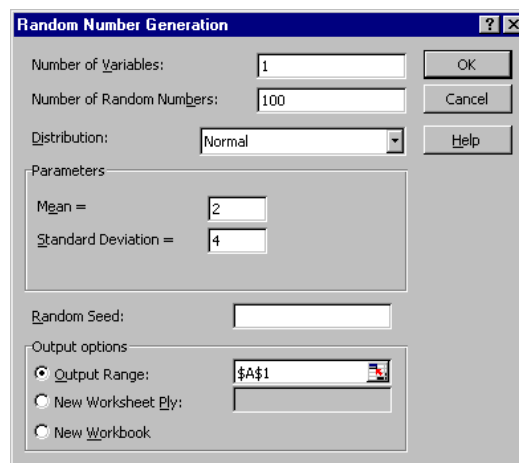 Random Number Generation
Number of Variables: 1 OK
Number of Random Numbers: 100 Cancel
Distribution: Normal Help
Parameters
Mean = 2
Standard Deviation = 4
Random Seed:
Output options
Output Range: $A$1
New Worksheet Ply:
New Workbook